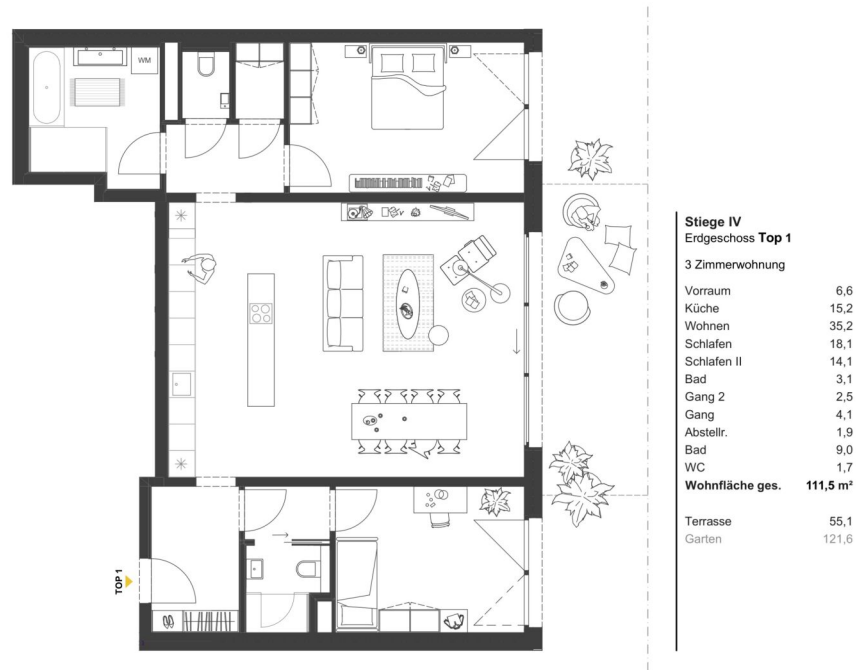 WM
TOP 1
Stiege IV
Erdgeschoss Top 1
3 Zimmerwohnung
Vorraum 6,6
Küche 15,2
Wohnen 35,2
Schlafen 18,1
Schlafen II 14,1
Bad 3,1
Gang 2 2,5
Gang 4,1
Abstellr. 1,9
Bad 9,0
WC 1,7
Wohnfläche ges. 111,5 m²
Terrasse 55,1
Garten 121,6